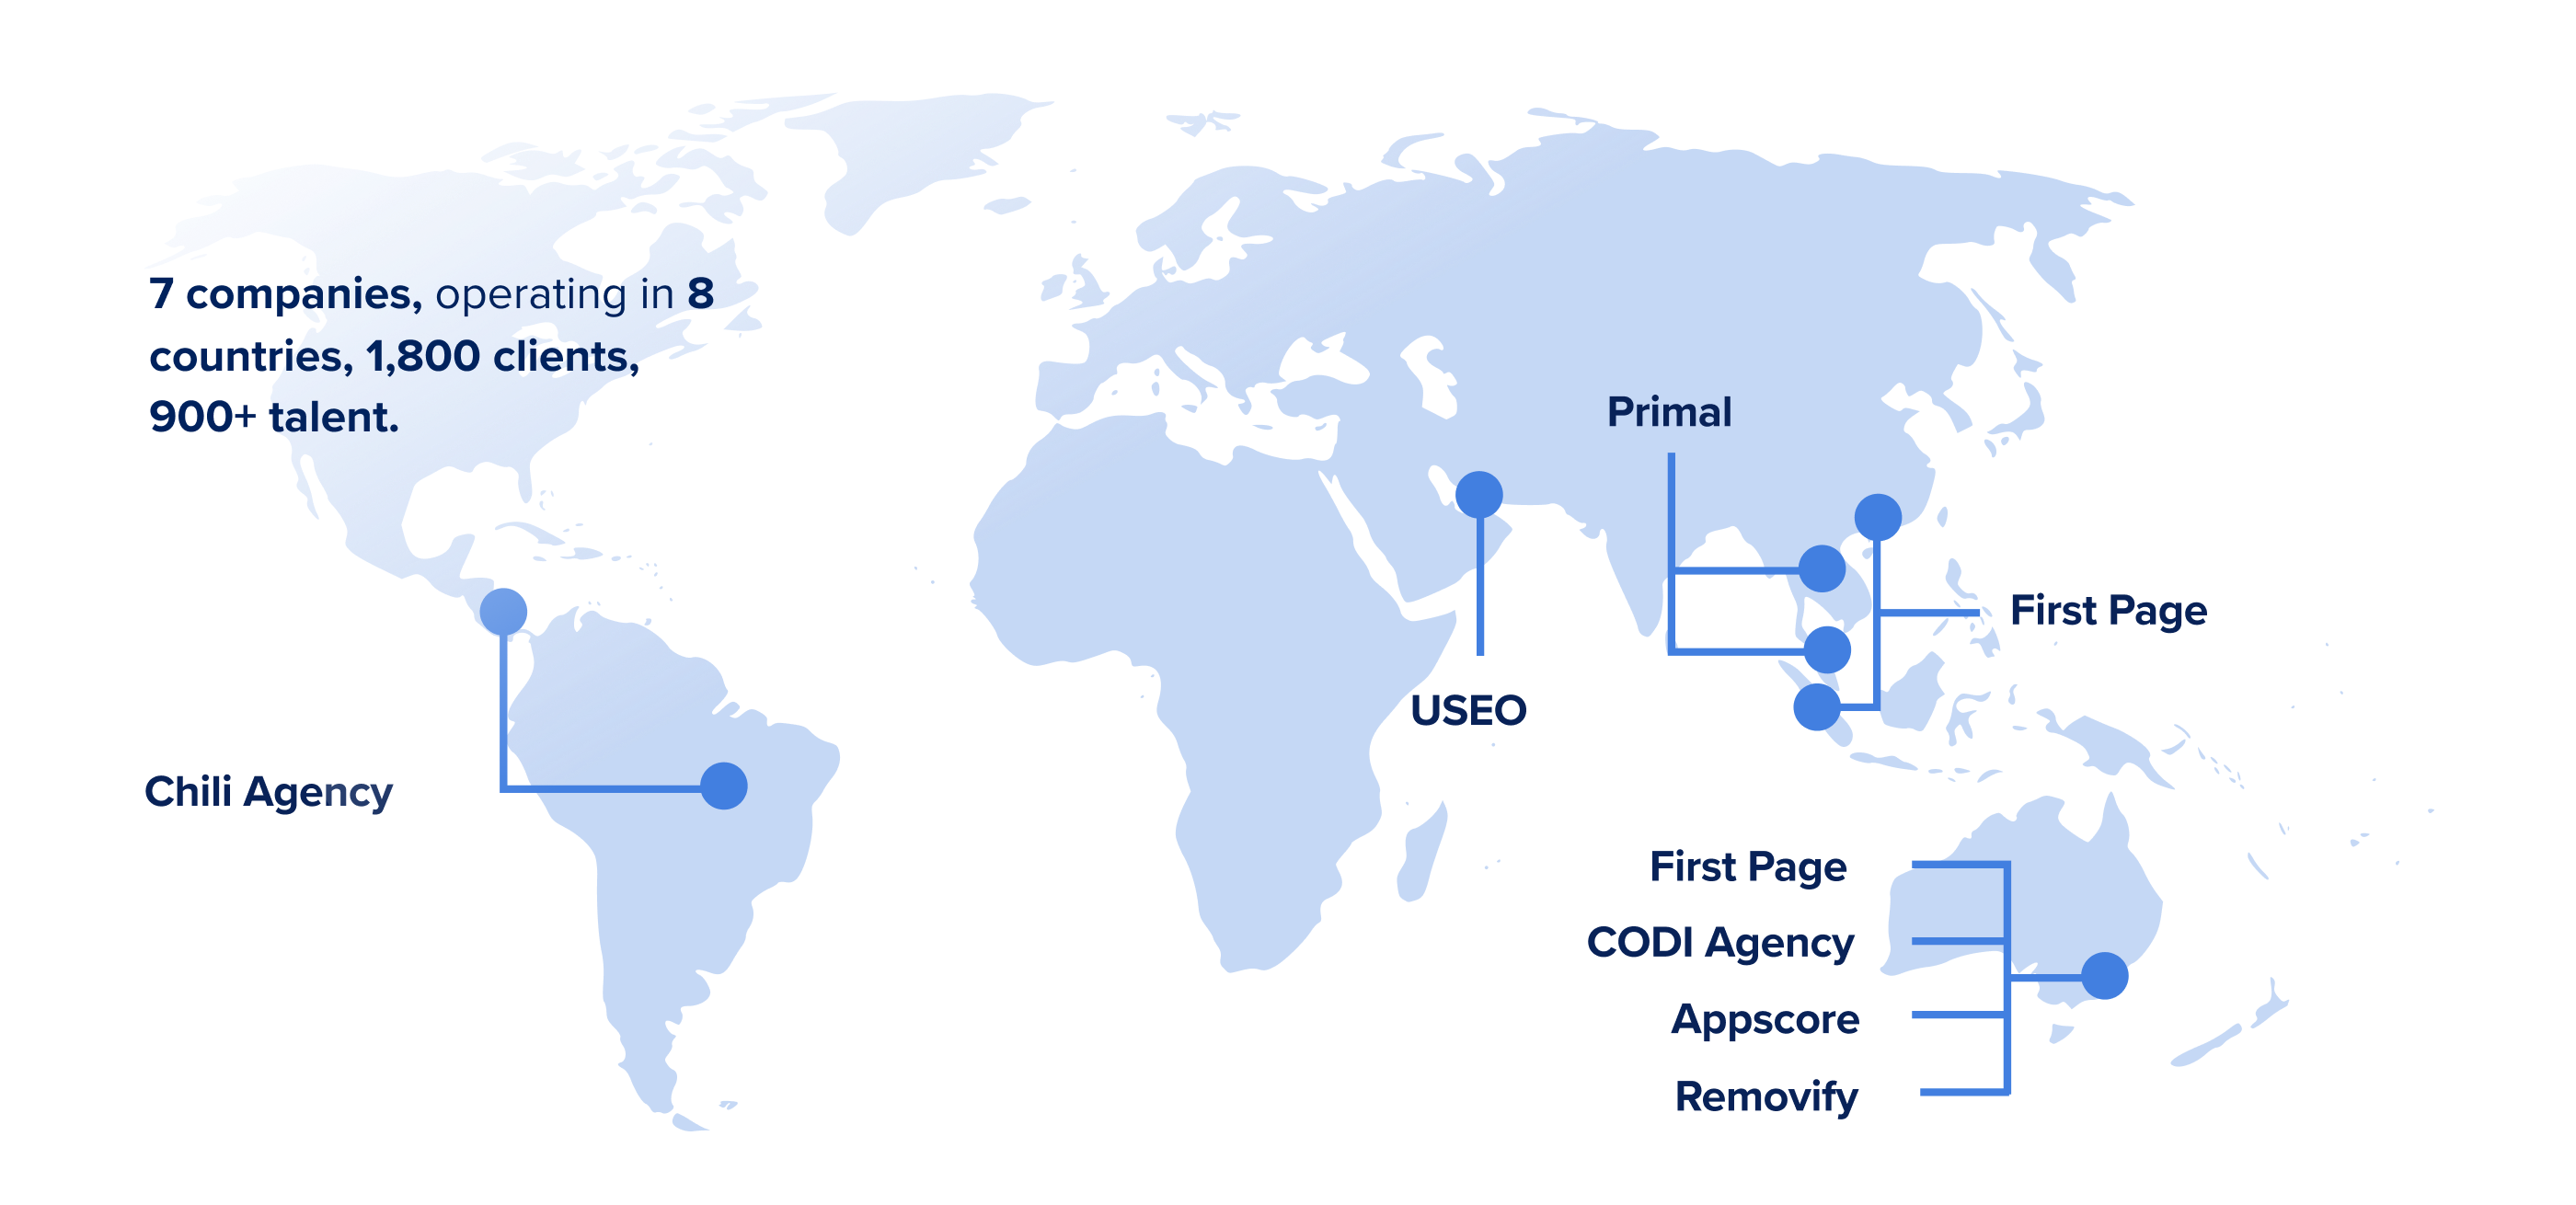 7 companies, operating in 8
countries, 1,800 clients,
900+ talent.
Primal
First Page
USEO
Chili Agency
First Page
CODI Agency
Appscore
Removify